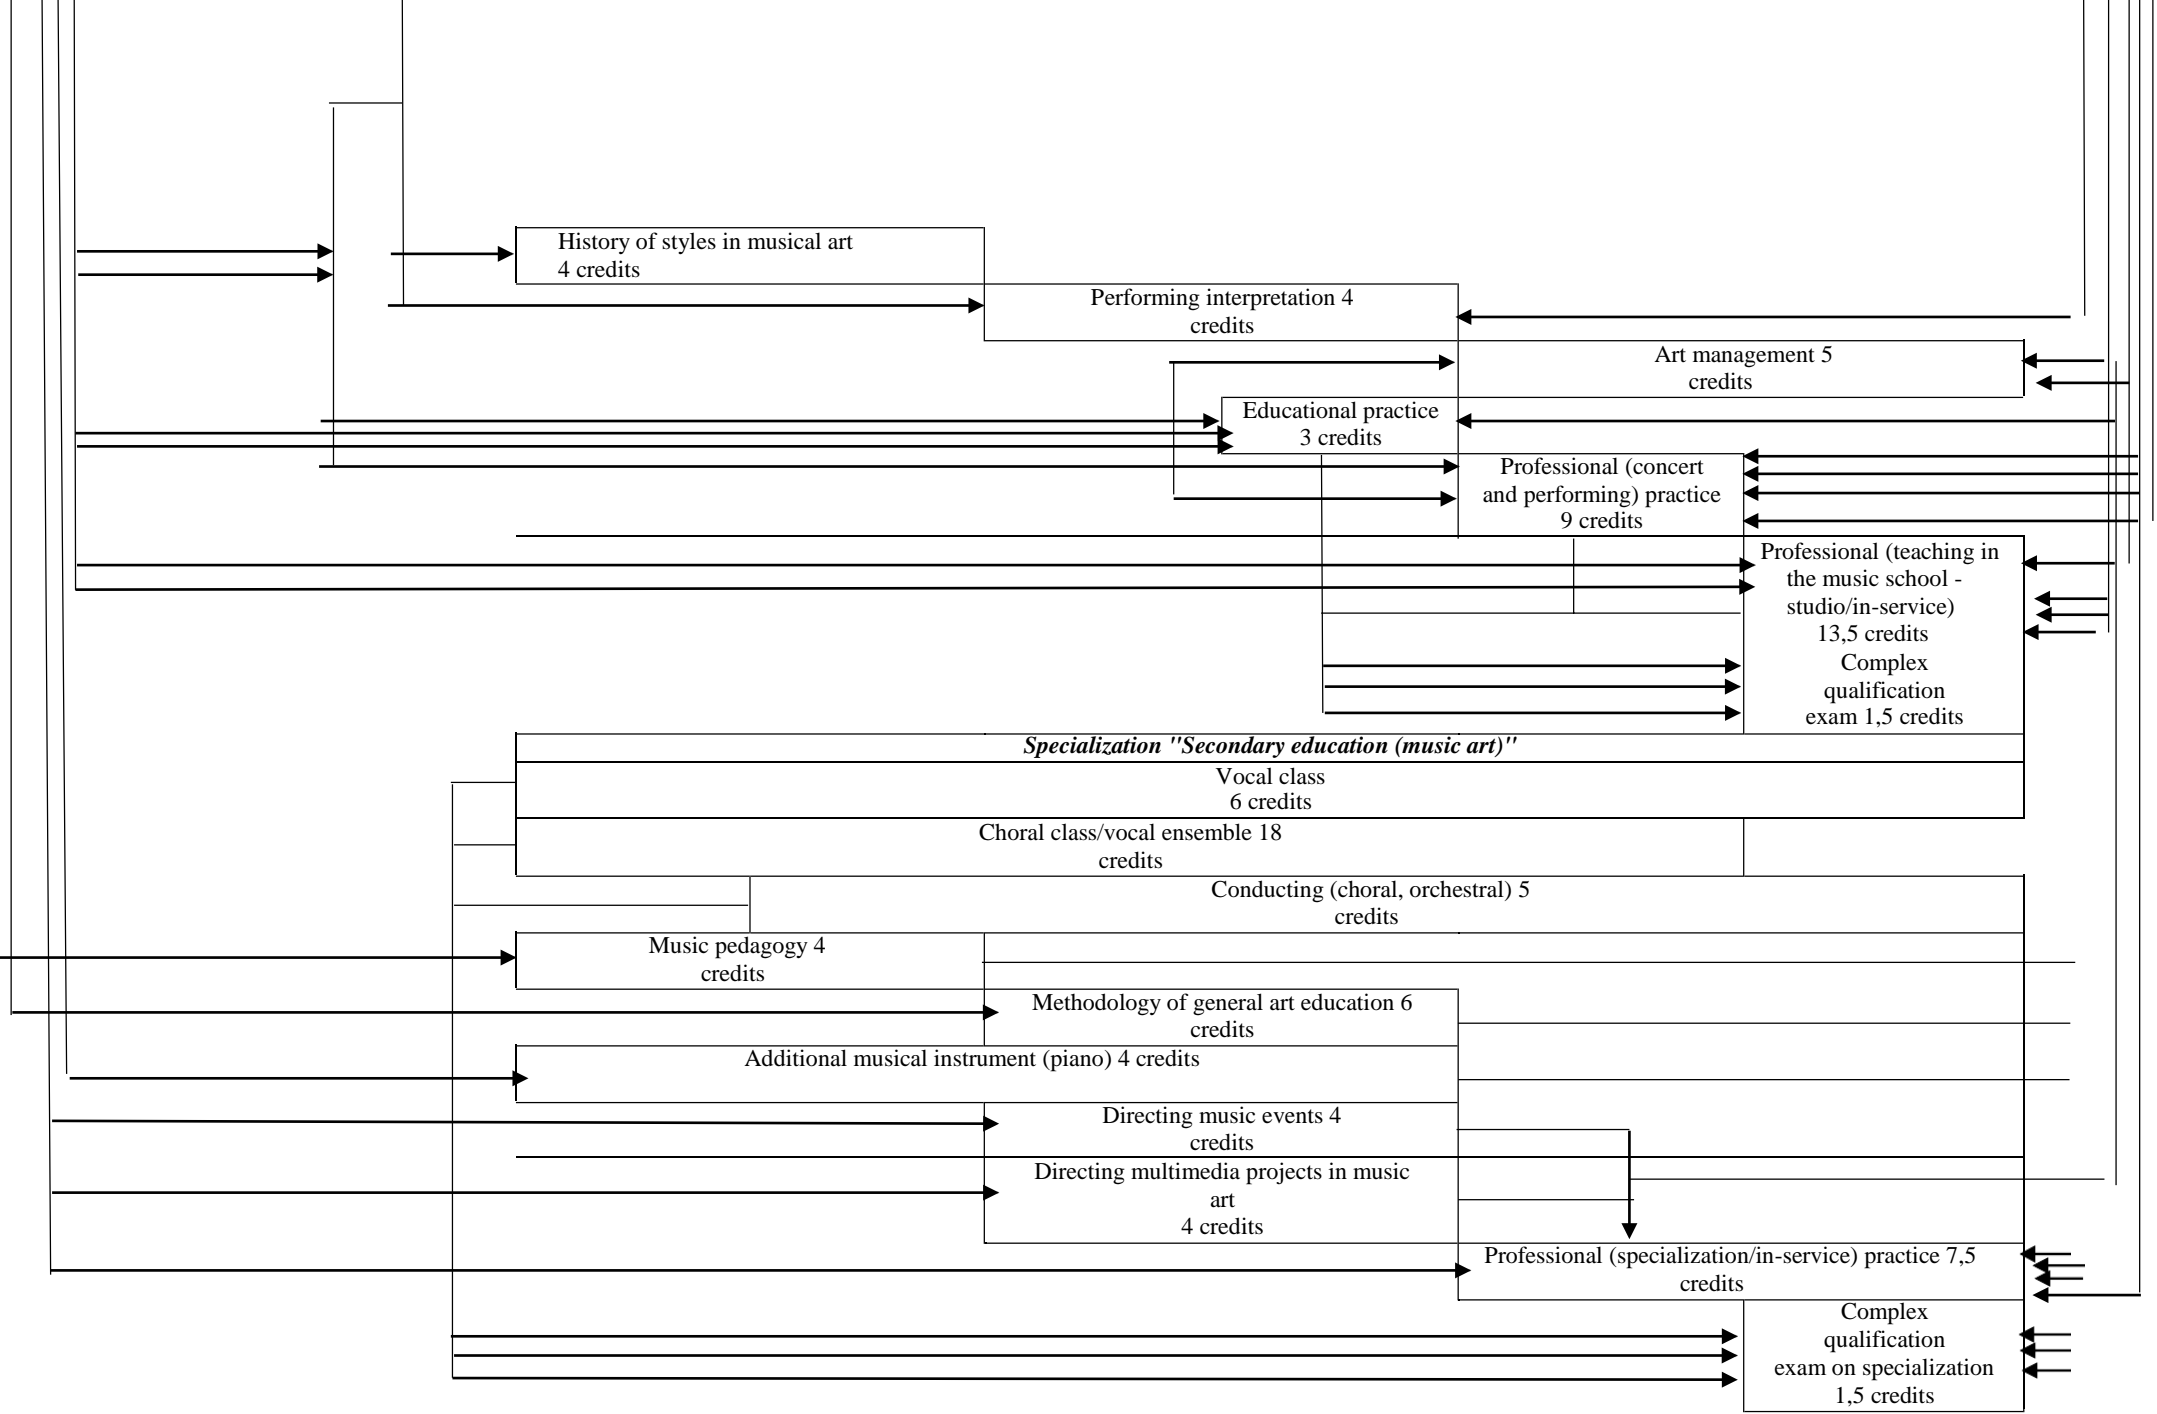 History of styles in musical art
4 credits
Performing interpretation 4
credits
Art management 5
credits
Educational practice
3 credits
Professional (concert
and performing) practice
9 credits
Professional (teaching in
the music school -
studio/in-service)
13,5 credits
Complex
qualification
exam 1,5 credits
Specialization "Secondary education (music art)"
Vocal class
6 credits
Choral class/vocal ensemble 18
credits
Conducting (choral, orchestral) 5
credits
Music pedagogy 4
credits
Methodology of general art education 6
credits
Additional musical instrument (piano) 4 credits
Directing music events 4
credits
Directing multimedia projects in music
art
4 credits
Professional (specialization/in-service) practice 7,5
credits
Complex
qualification
exam on specialization
1,5 credits